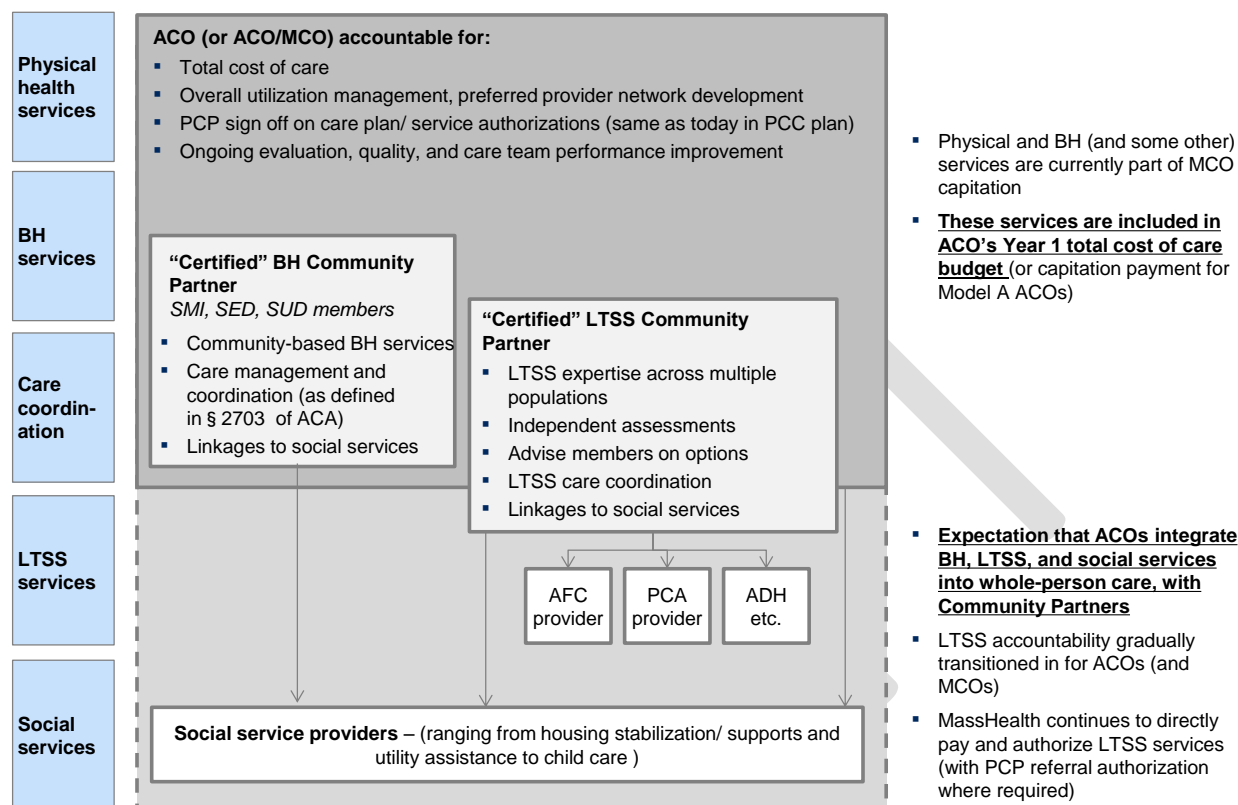 Physical
health
services
BH
services
Care
coordin-
ation
LTSS
services
Social
services
ACO (or ACO/MCO) accountable for:
▪ Total cost of care
▪ Overall utilization management, preferred provider network development
▪ PCP sign off on care plan/ service authorizations (same as today in PCC plan)
▪ Ongoing evaluation, quality, and care team performance improvement
“Certified” BH Community
Partner
SMI, SED, SUD members
▪ Community-based BH services
▪ Care management and
coordination (as defined
in § 2703 of ACA)
▪ Linkages to social services
“Certified” LTSS Community
Partner
▪ LTSS expertise across multiple
populations
▪ Independent assessments
▪ Advise members on options
▪ LTSS care coordination
▪ Linkages to social services
AFC
provider
PCA
provider
ADH
etc.
Social service providers – (ranging from housing stabilization/ supports and
utility assistance to child care )
▪ Physical and BH (and some other)
services are currently part of MCO
capitation
▪ These services are included in
ACO’s Year 1 total cost of care
budget (or capitation payment for
Model A ACOs)
▪ Expectation that ACOs integrate
BH, LTSS, and social services
into whole-person care, with
Community Partners
▪ LTSS accountability gradually
transitioned in for ACOs (and
MCOs)
▪ MassHealth continues to directly
pay and authorize LTSS services
(with PCP referral authorization
where required)